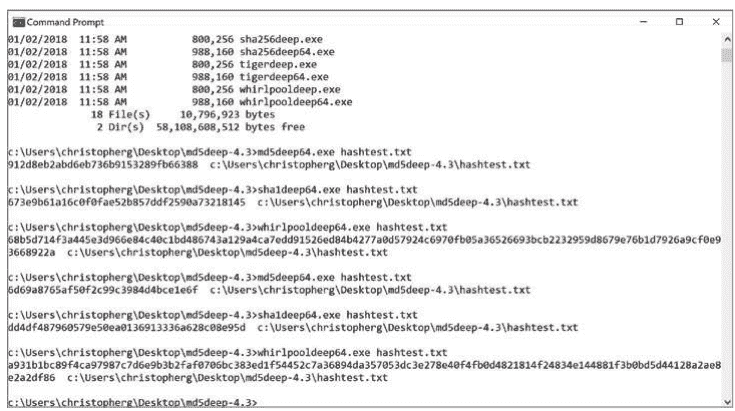 Command Prompt
01/02/2018 11:58 AM 800,256 sha256deep.exe
01/02/2018 11:58 AM 988,160 sha256deep64.exe
01/02/2018 11:58 AM 800,256 tigerdeep.exe
01/02/2018 11:58 AM 988,160 tigerdeep64.exe
01/02/2018 11:58 AM 800,256 whirlpooldeep.exe
01/02/2018 11:58 AM 988,160 whirlpooldeep64.exe
18 File(s) 10,796,923 bytes
2 Dir(s) 58,108,608,512 bytes free
c:\Users\christopherg\Desktop\md5deep-4.3>md5deep64.exe hashtest.txt
912d8eb2abd6eb736b9153289fb66388 c:\Users\christopherg\Desktop\md5deep-4.3\hashtest.txt
c:\Users\christopherg\Desktop\md5deep-4.3>sha1deep64.exe hashtest.txt
673e9b61a16c0f0fae52b857ddf2590a73218145 c:\Users\christopherg\Desktop\md5deep-4.3\hashtest.txt
c:\Users\christopherg\Desktop\md5deep-4.3>whirlpooldeep64.exe hashtest.txt
68b5d714f3a445e3d966e84c40c1bd486743a129a4ca7edd91526ed84b4277a0d57924c6970fb05a36526693bcb2232959d8679e76b1d7926a9cf0e9
3668922a c:\Users\christopherg\Desktop\md5deep-4.3\hashtest.txt
c:\Users\christopherg\Desktop\md5deep-4.3>md5deep64.exe hashtest.txt
6d69a8765af50f2c99c3984d4bce1e6f c:\Users\christopherg\Desktop\md5deep-4.3\hashtest.txt
c:\Users\christopherg\Desktop\md5deep-4.3>sha1deep64.exe hashtest.txt
dd4df487960579e50ea0136913336a628c08e95d c:\Users\christopherg\Desktop\md5deep-4.3\hashtest.txt
c:\Users\christopherg\Desktop\md5deep-4.3>whirlpooldeep64.exe hashtest.txt
a931b1bc89f4ca97987c7d6e9b3b2faf0706bc383ed1f54452c7a36894da357053dc3e278e40f4fb0d4821814f24834e144881f3b0bd5d44128a2ae8
e2a2df86 c:\Users\christopherg\Desktop\md5deep-4.3\hashtest.txt
c:\Users\christopherg\Desktop\md5deep-4.3>